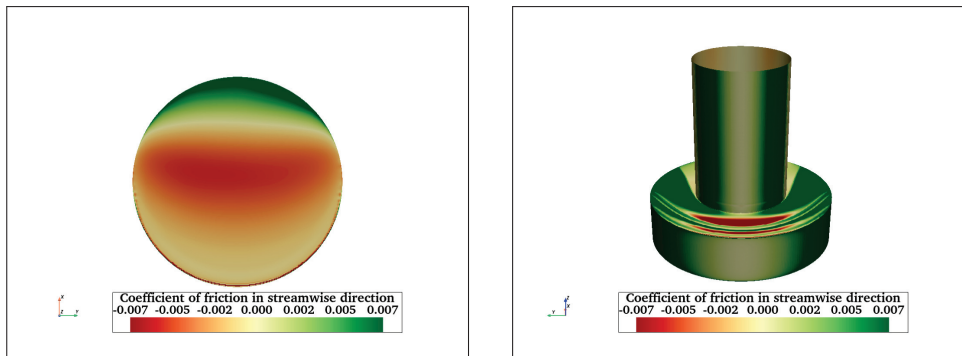 Coefficient of friction in streamwise direction
-0.007 -0.005 -0.002 0.000 0.002 0.005 0.007
X
Z Y
Coefficient of friction in streamwise direction
-0.007 -0.005 -0.002 0.000 0.002 0.005 0.007
Z
Y X